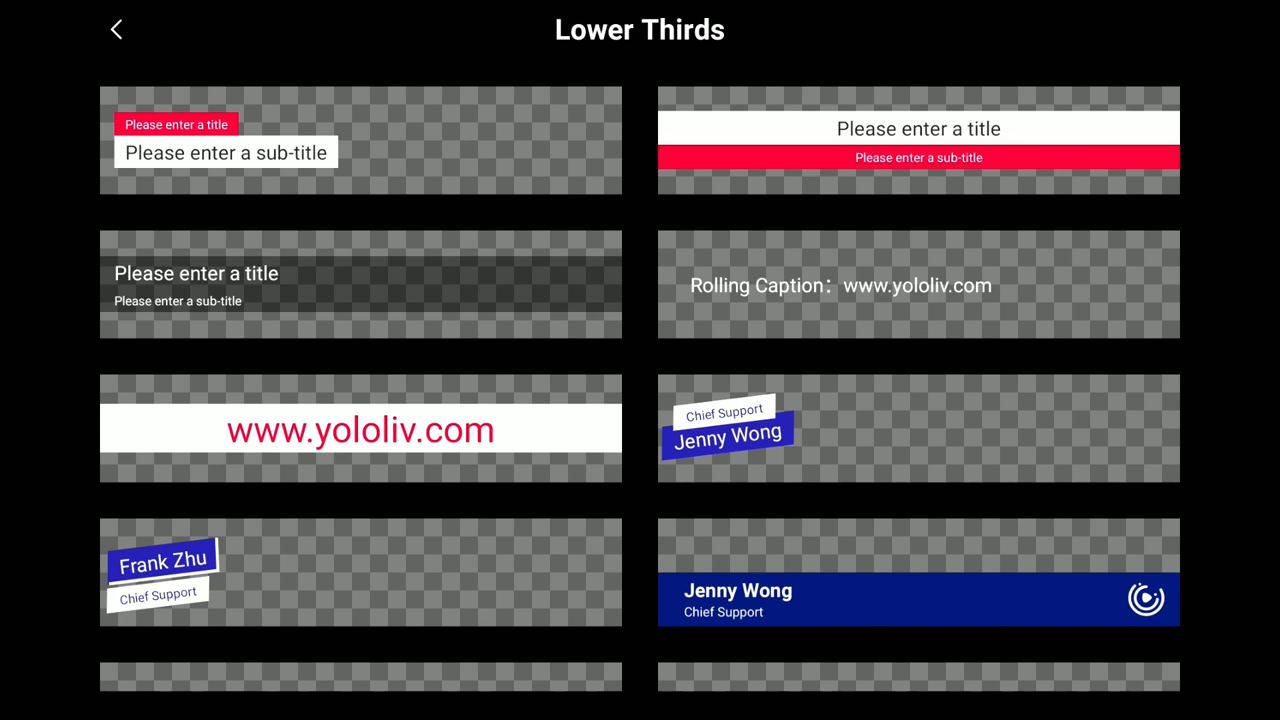 Lower Thirds
Please enter a title
Please enter a sub-title
Please enter a title
Please enter a sub-title
Please enter a title
Please enter a sub-title
Rolling Caption：www.yololiv.com
www.yololiv.com
Chief Support
Jenny Wong
Frank Zhu
Chief Support
Jenny Wong
Chief Support